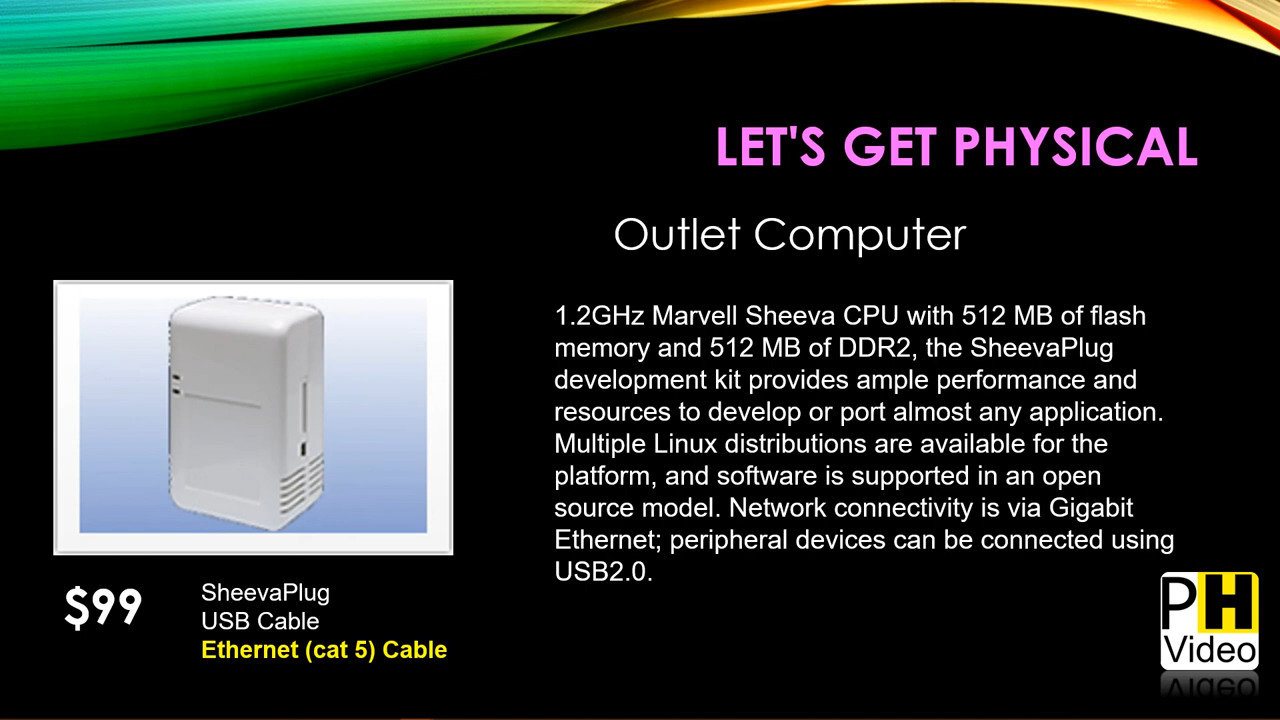 LET'S GET PHYSICAL
Outlet Computer
1.2GHz Marvell Sheeva CPU with 512 MB of flash
memory and 512 MB of DDR2, the SheevaPlug
development kit provides ample performance and
resources to develop or port almost any application.
Multiple Linux distributions are available for the
platform, and software is supported in an open
source model. Network connectivity is via Gigabit
Ethernet; peripheral devices can be connected using
USB2.0.
$99
SheevaPlug
USB Cable
Ethernet (cat 5) Cable
PH
Video